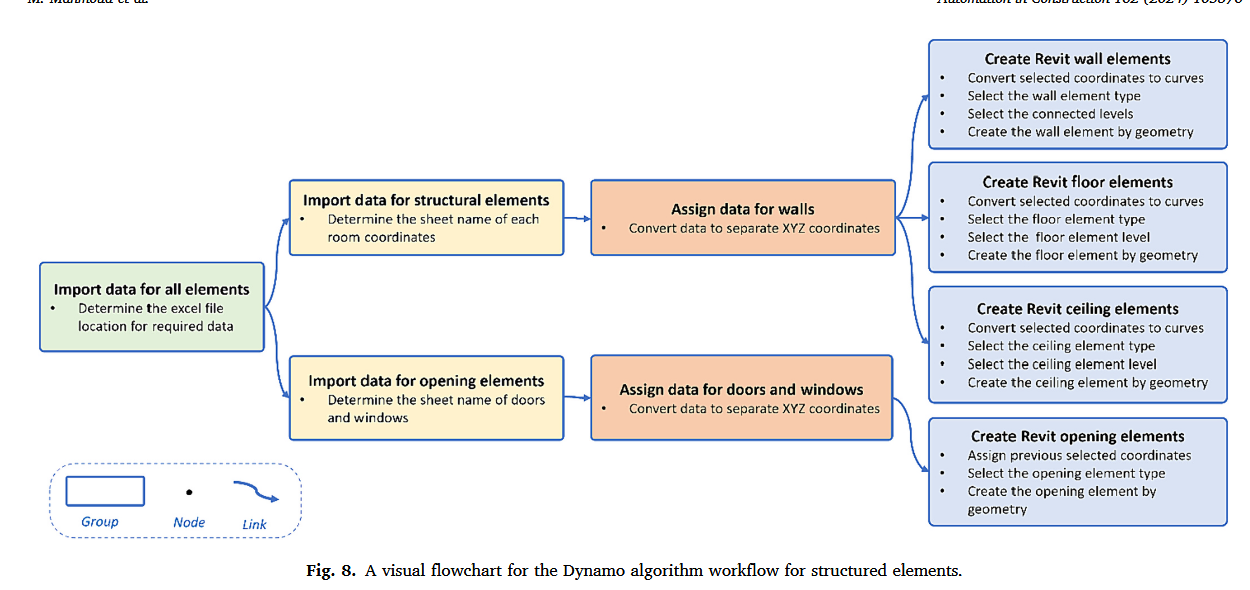 M. Mahmoud et al.
Automation in Construction 162 (2024)
Import data for all elements
• Determine the excel file
location for required data
Import data for structural elements
• Determine the sheet name of each
room coordinates
Import data for opening elements
• Determine the sheet name of doors
and windows
Assign data for walls
• Convert data to separate XYZ coordinates
Assign data for doors and windows
• Convert data to separate XYZ coordinates
Create Revit wall elements
• Convert selected coordinates to curves
• Select the wall element type
• Select the connected levels
• Create the wall element by geometry
Create Revit floor elements
• Convert selected coordinates to curves
• Select the floor element type
• Select the floor element level
• Create the floor element by geometry
Create Revit ceiling elements
• Convert selected coordinates to curves
• Select the ceiling element type
• Select the ceiling element level
• Create the ceiling element by geometry
Create Revit opening elements
• Assign previous selected coordinates
• Select the opening element type
• Create the opening element by
geometry
Group
Node
Link
Fig. 8. A visual flowchart for the Dynamo algorithm workflow for structured elements.